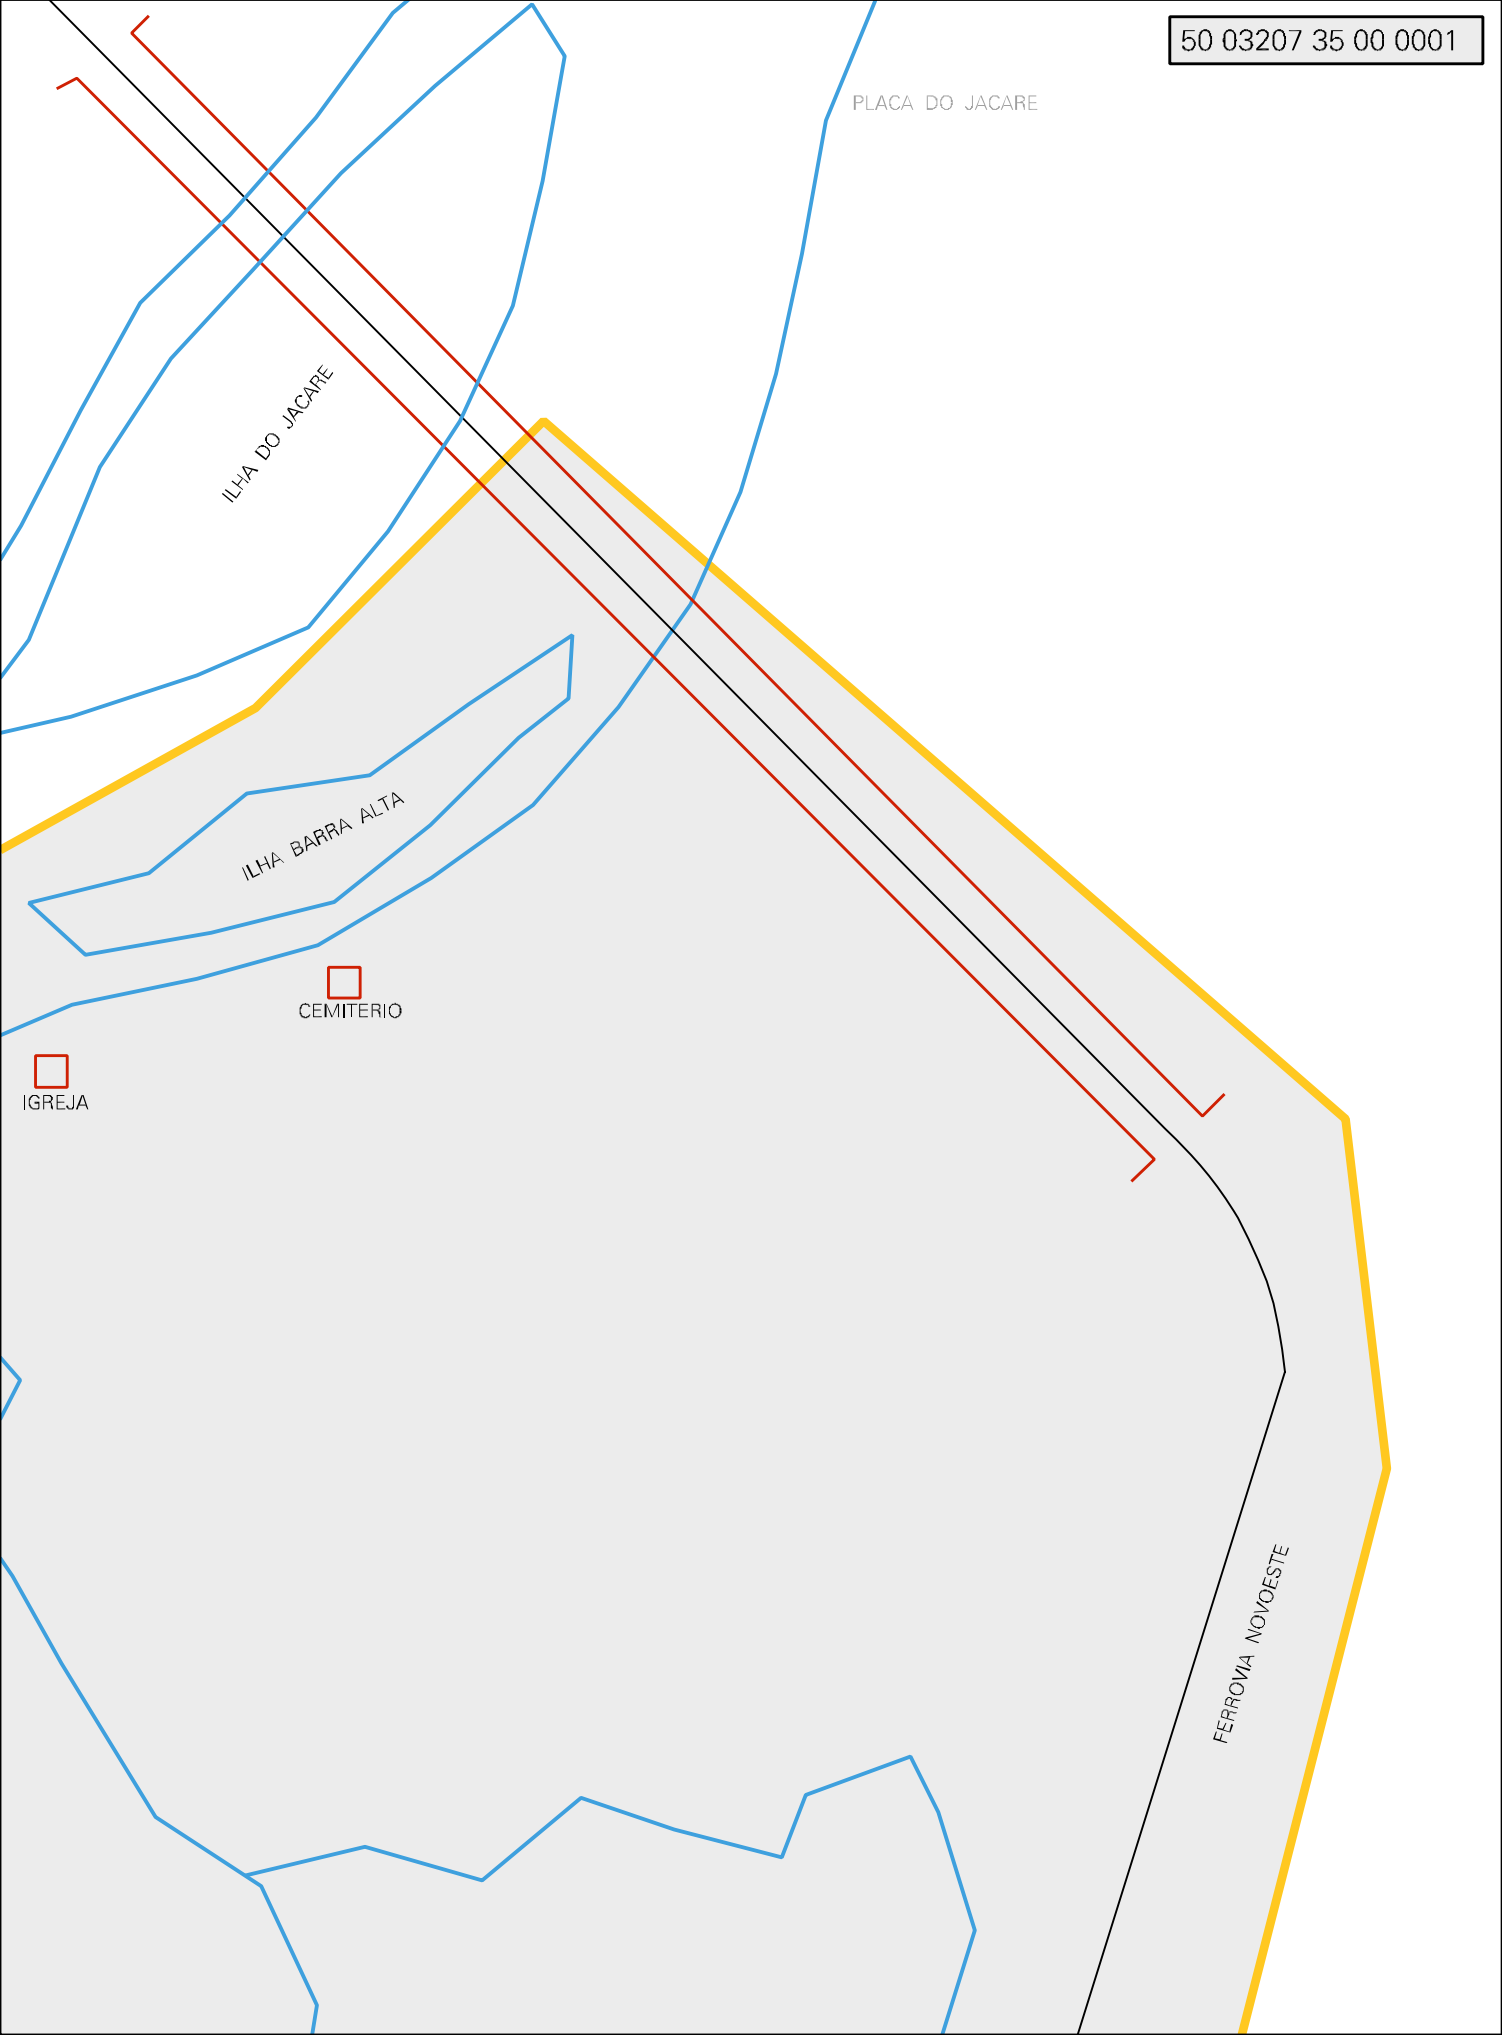 50 03207 35 00 0001
PLACA DO JACARE
ILHA DO JACARE
ILHA BARRA ALTA
CEMITERIO
IGREJA
FERROVIA NOVOESTE